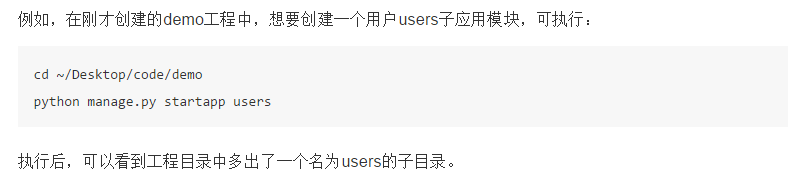 例如，在刚才创建的demo工程中，想要创建一个用户users子应用模块，可执行：
cd ~/Desktop/code/demo
python manage.py startapp users
执行后，可以看到工程目录中多出了一个名为users的子目录。